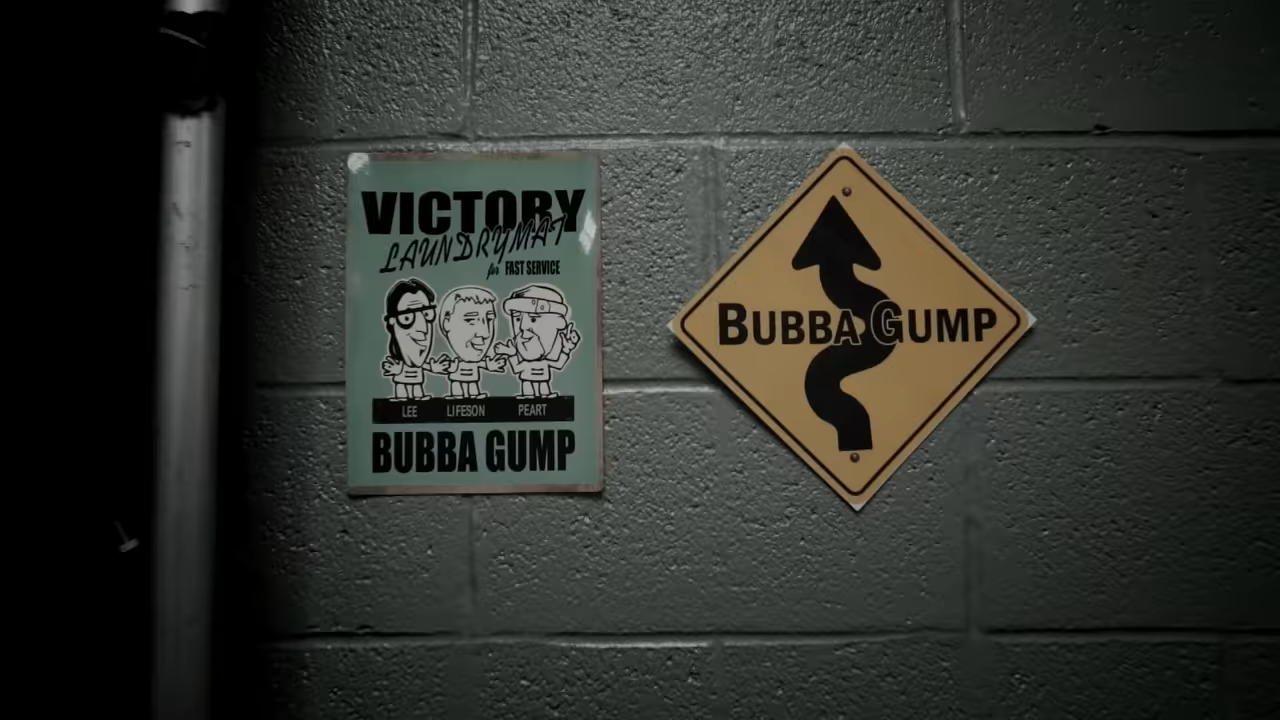 VICTORY
LAUNDRYMAT
for FAST SERVICE
LEE LIFESON PEART
BUBBA GUMP
BUBBA GUMP